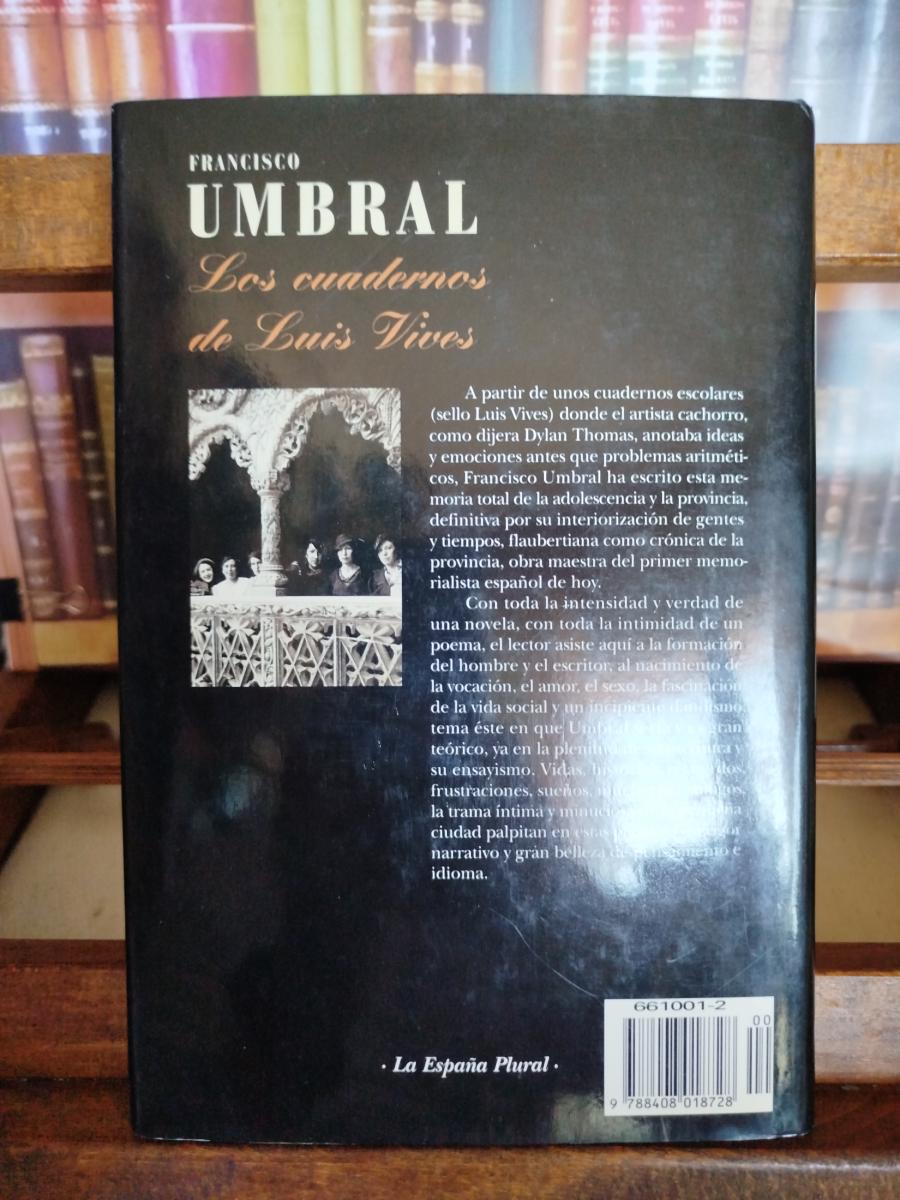 FRANCISCO
UMBRAL
Los cuadernos
de Luis Vives
A partir de unos cuadernos escolares
(sello Luis Vives) donde el artista cachorro,
como dijera Dylan Thomas, anotaba ideas
y emociones antes que problemas aritméti-
cos, Francisco Umbral ha escrito esta me-
moria total de la adolescencia y la provincia,
definitiva por su interiorización de gentes
y tiempos, flaubertiana como crónica de la
provincia, obra maestra del primer memo-
rialista español de hoy.
Con toda la intensidad y verdad de
una novela, con toda la intimidad de un
poema, el lector asiste aquí a la formación
del hombre y el escritor, al nacimiento de
la vocación, el amor, el sexo, la fascinación
de la vida social y un incipiente dandismo,
tema éste en que Umbral gran
teórico, ya en la plenitud de y
su ensayismo. Vidas,
frustraciones, sueños,
la trama íntima y
ciudad palpitan en estas
narrativo y gran belleza de pensamiento e
idioma.
· La España Plural ·
661001-2
00
9 788408 018728